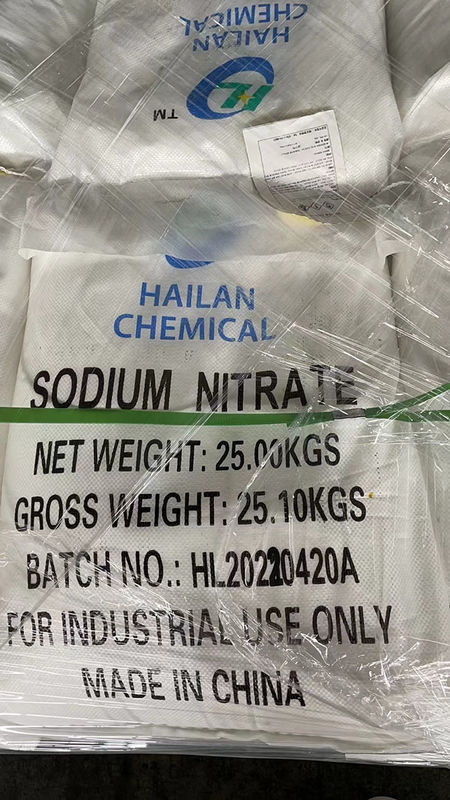 HAILAN
CHEMICAL
HL
TM
HAILAN
CHEMICAL
SODIUM NITRATE
NET WEIGHT: 25.00KGS
GROSS WEIGHT: 25.10KGS
BATCH NO.: HL20220420A
FOR INDUSTRIAL USE ONLY
MADE IN CHINA